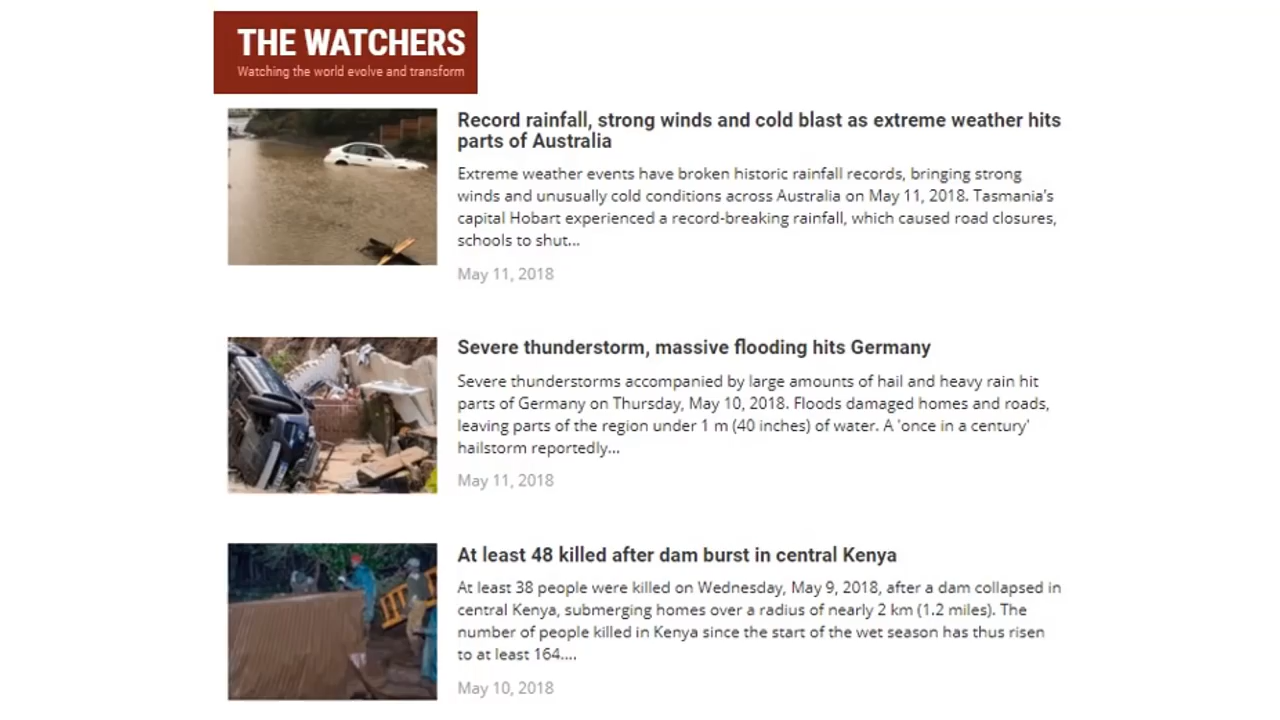 THE WATCHERS
Watching the world evolve and transform
Record rainfall, strong winds and cold blast as extreme weather hits
parts of Australia
Extreme weather events have broken historic rainfall records, bringing strong
winds and unusually cold conditions across Australia on May 11, 2018. Tasmania's
capital Hobart experienced a record-breaking rainfall, which caused road closures,
schools to shut...
May 11, 2018
Severe thunderstorm, massive flooding hits Germany
Severe thunderstorms accompanied by large amounts of hail and heavy rain hit
parts of Germany on Thursday, May 10, 2018. Floods damaged homes and roads,
leaving parts of the region under 1 m (40 inches) of water. A 'once in a century'
hailstorm reportedly...
May 11, 2018
At least 48 killed after dam burst in central Kenya
At least 38 people were killed on Wednesday, May 9, 2018, after a dam collapsed in
central Kenya, submerging homes over a radius of nearly 2 km (1.2 miles). The
number of people killed in Kenya since the start of the wet season has thus risen
to at least 164....
May 10, 2018